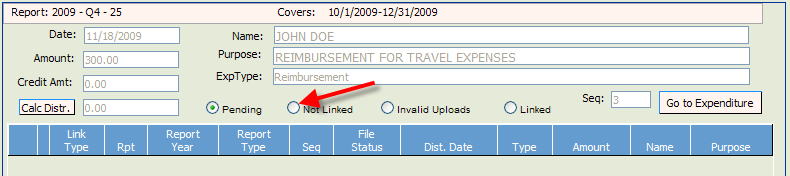 Report: 2009 - Q4 - 25 Covers: 10/1/2009-12/31/2009
Date: 11/18/2009 Name: JOHN DOE
Amount: 300.00 Purpose: REIMBURSEMENT FOR TRAVEL EXPENSES
Credit Amt: 0.00 ExpType: Reimbursement
Calc Distr. 0.00 Pending Not Linked Invalid Uploads Linked Seq: 3 Go to Expenditure
Link Type Rpt Report Year Report Type Seq File Status Dist. Date Type Amount Name Purpose